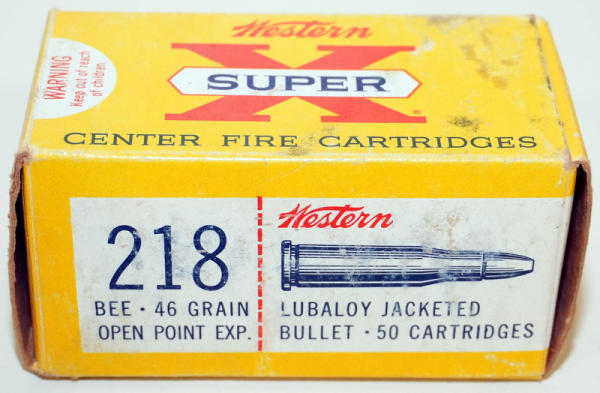 Western
X
SUPER
WARNING
Keep out of reach
of children
CENTER FIRE CARTRIDGES
218
BEE · 46 GRAIN
OPEN POINT EXP.
Western
LUBALOY JACKETED
BULLET · 50 CARTRIDGES